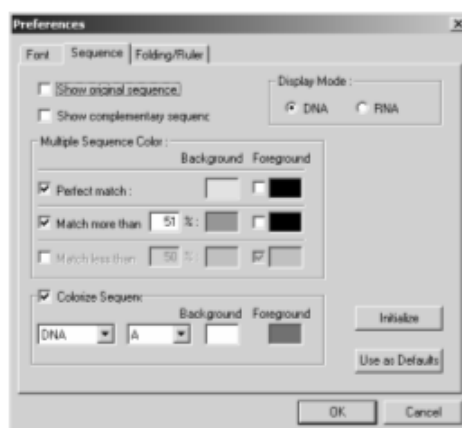 Preferences
Font Sequence Folding/Ruler
Show original sequence.
Show complementary sequenc
Display Mode :
DNA RNA
Multiple Sequence Color :
Background Foreground
Perfect match :
Match more than 51 % :
Match less than 50 % :
Colorize Sequenc
Background Foreground
DNA A
Initialize
Use as Defaults
OK Cancel